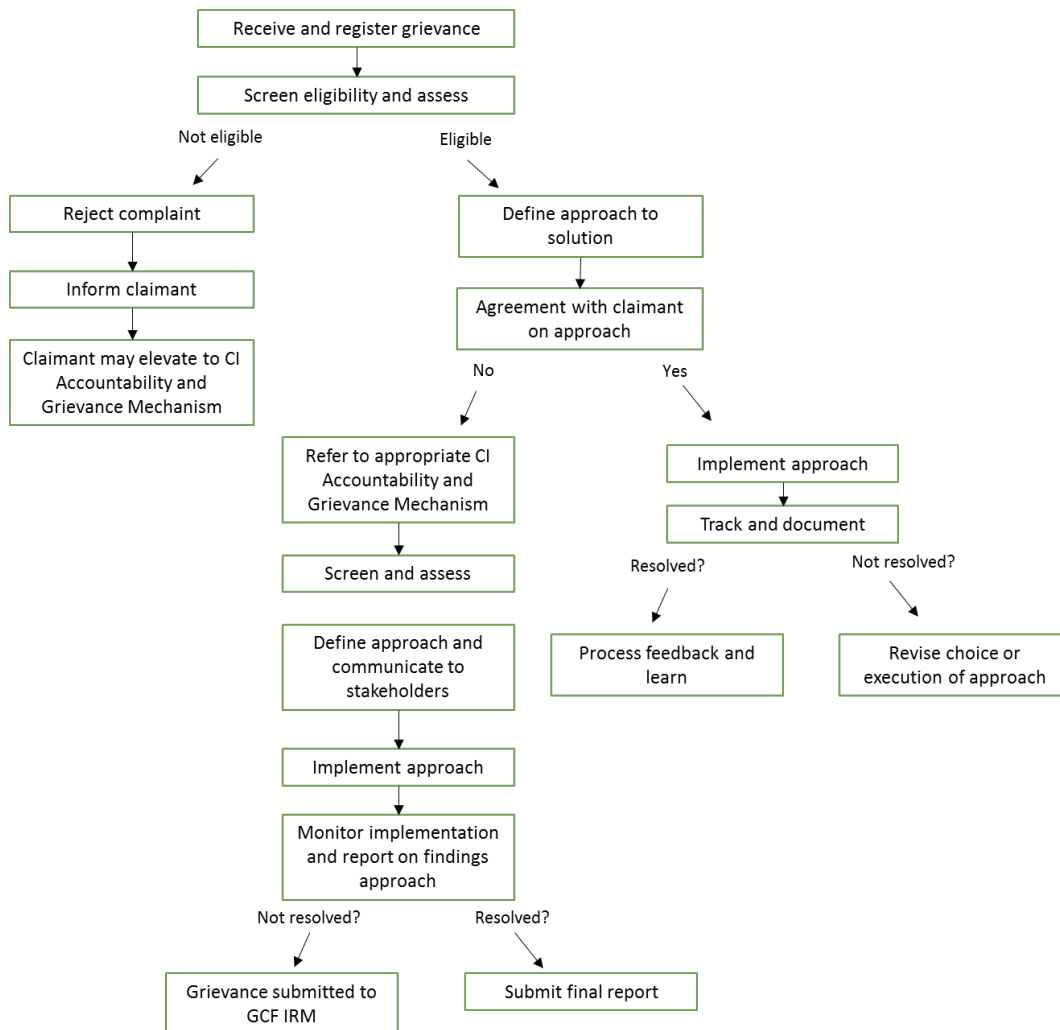 Receive and register grievance
Screen eligibility and assess
Not eligible
Eligible
Reject complaint
Inform claimant
Claimant may elevate to CI
Accountability and
Grievance Mechanism
Define approach to
solution
Agreement with claimant
on approach
No
Yes
Refer to appropriate CI
Accountability and
Grievance Mechanism
Screen and assess
Define approach and
communicate to
stakeholders
Implement approach
Monitor implementation
and report on findings
approach
Not resolved?
Resolved?
Grievance submitted to
GCF IRM
Submit final report
Implement approach
Track and document
Resolved?
Not resolved?
Process feedback and
learn
Revise choice or
execution of approach